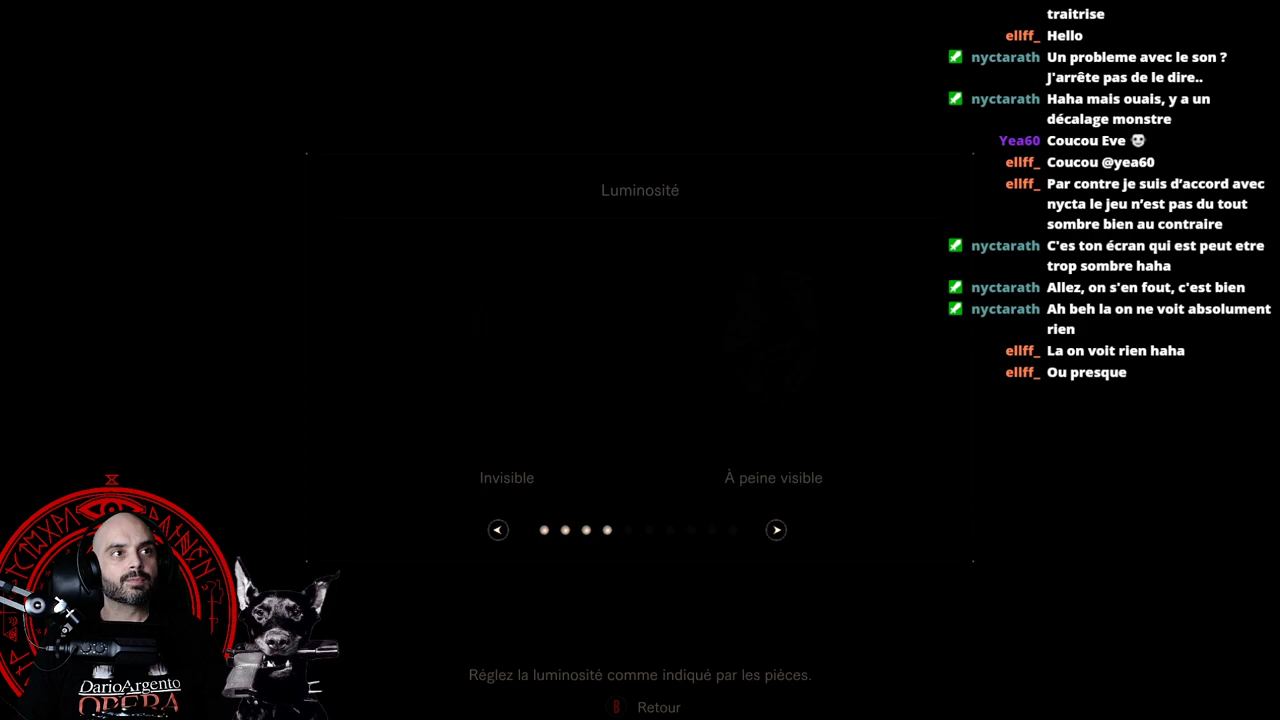 traitrise
ellff_ Hello
nyctarath Un probleme avec le son ?
J'arrête pas de le dire..
nyctarath Haha mais ouais, y a un
décalage monstre
Yea60 Coucou Eve
ellff_ Coucou @yea60
ellff_ Par contre je suis d’accord avec
nycta le jeu n’est pas du tout
sombre bien au contraire
nyctarath C'es ton écran qui est peut etre
trop sombre haha
nyctarath Allez, on s'en fout, c'est bien
nyctarath Ah beh la on ne voit absolument
rien
ellff_ La on voit rien haha
ellff_ Ou presque
Luminosité
Invisible
À peine visible
Réglez la luminosité comme indiqué par les pièces.
B Retour
DarioArgento
OPERA